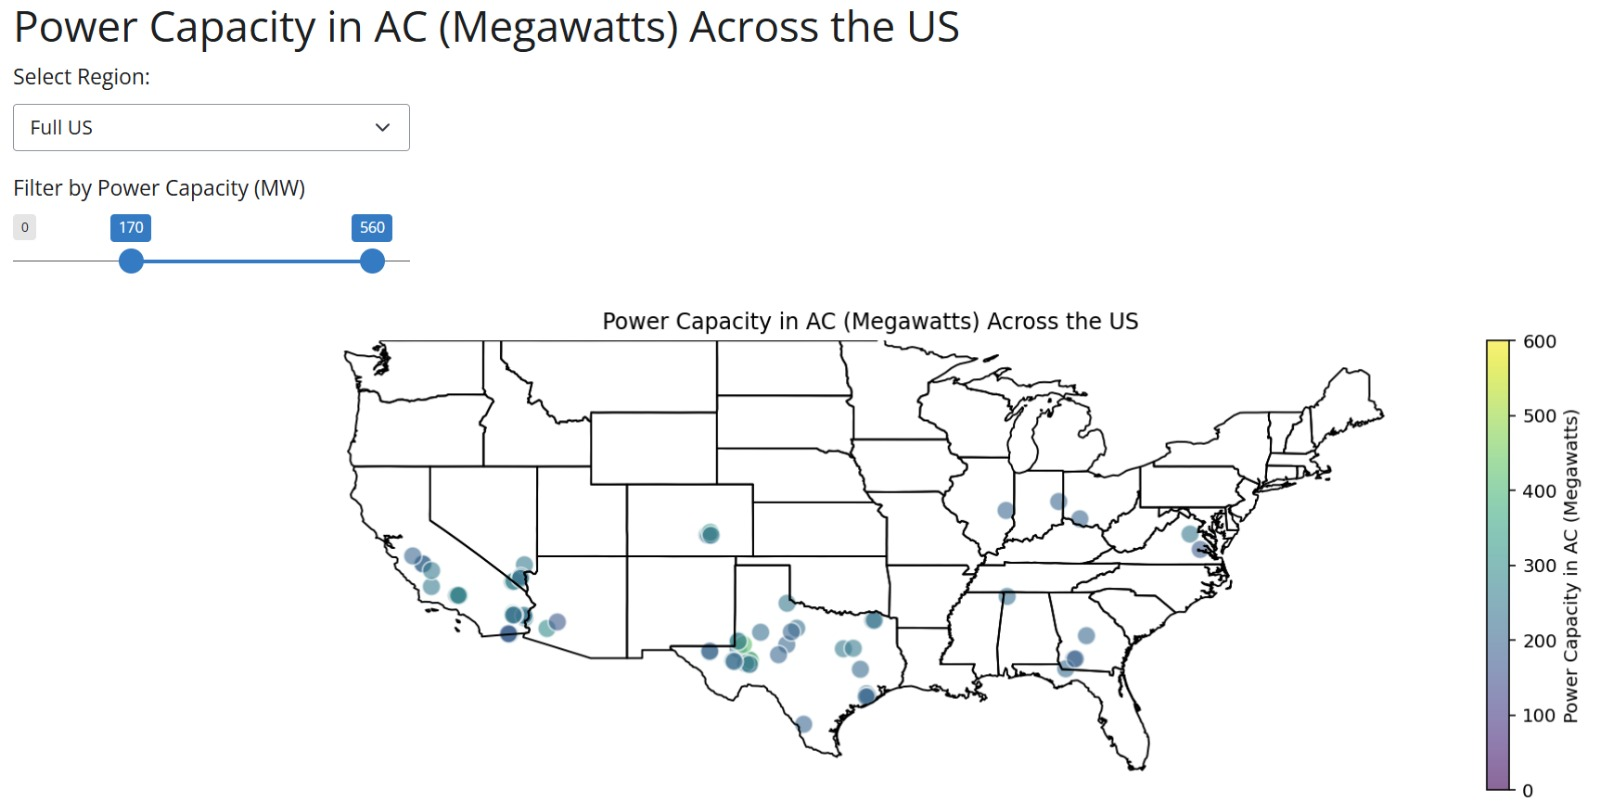 Power Capacity in AC (Megawatts) Across the US
Select Region:
Full US
Filter by Power Capacity (MW)
0
170
560
Power Capacity in AC (Megawatts) Across the US
600
500
400
300
200
100
0
Power Capacity in AC (Megawatts)